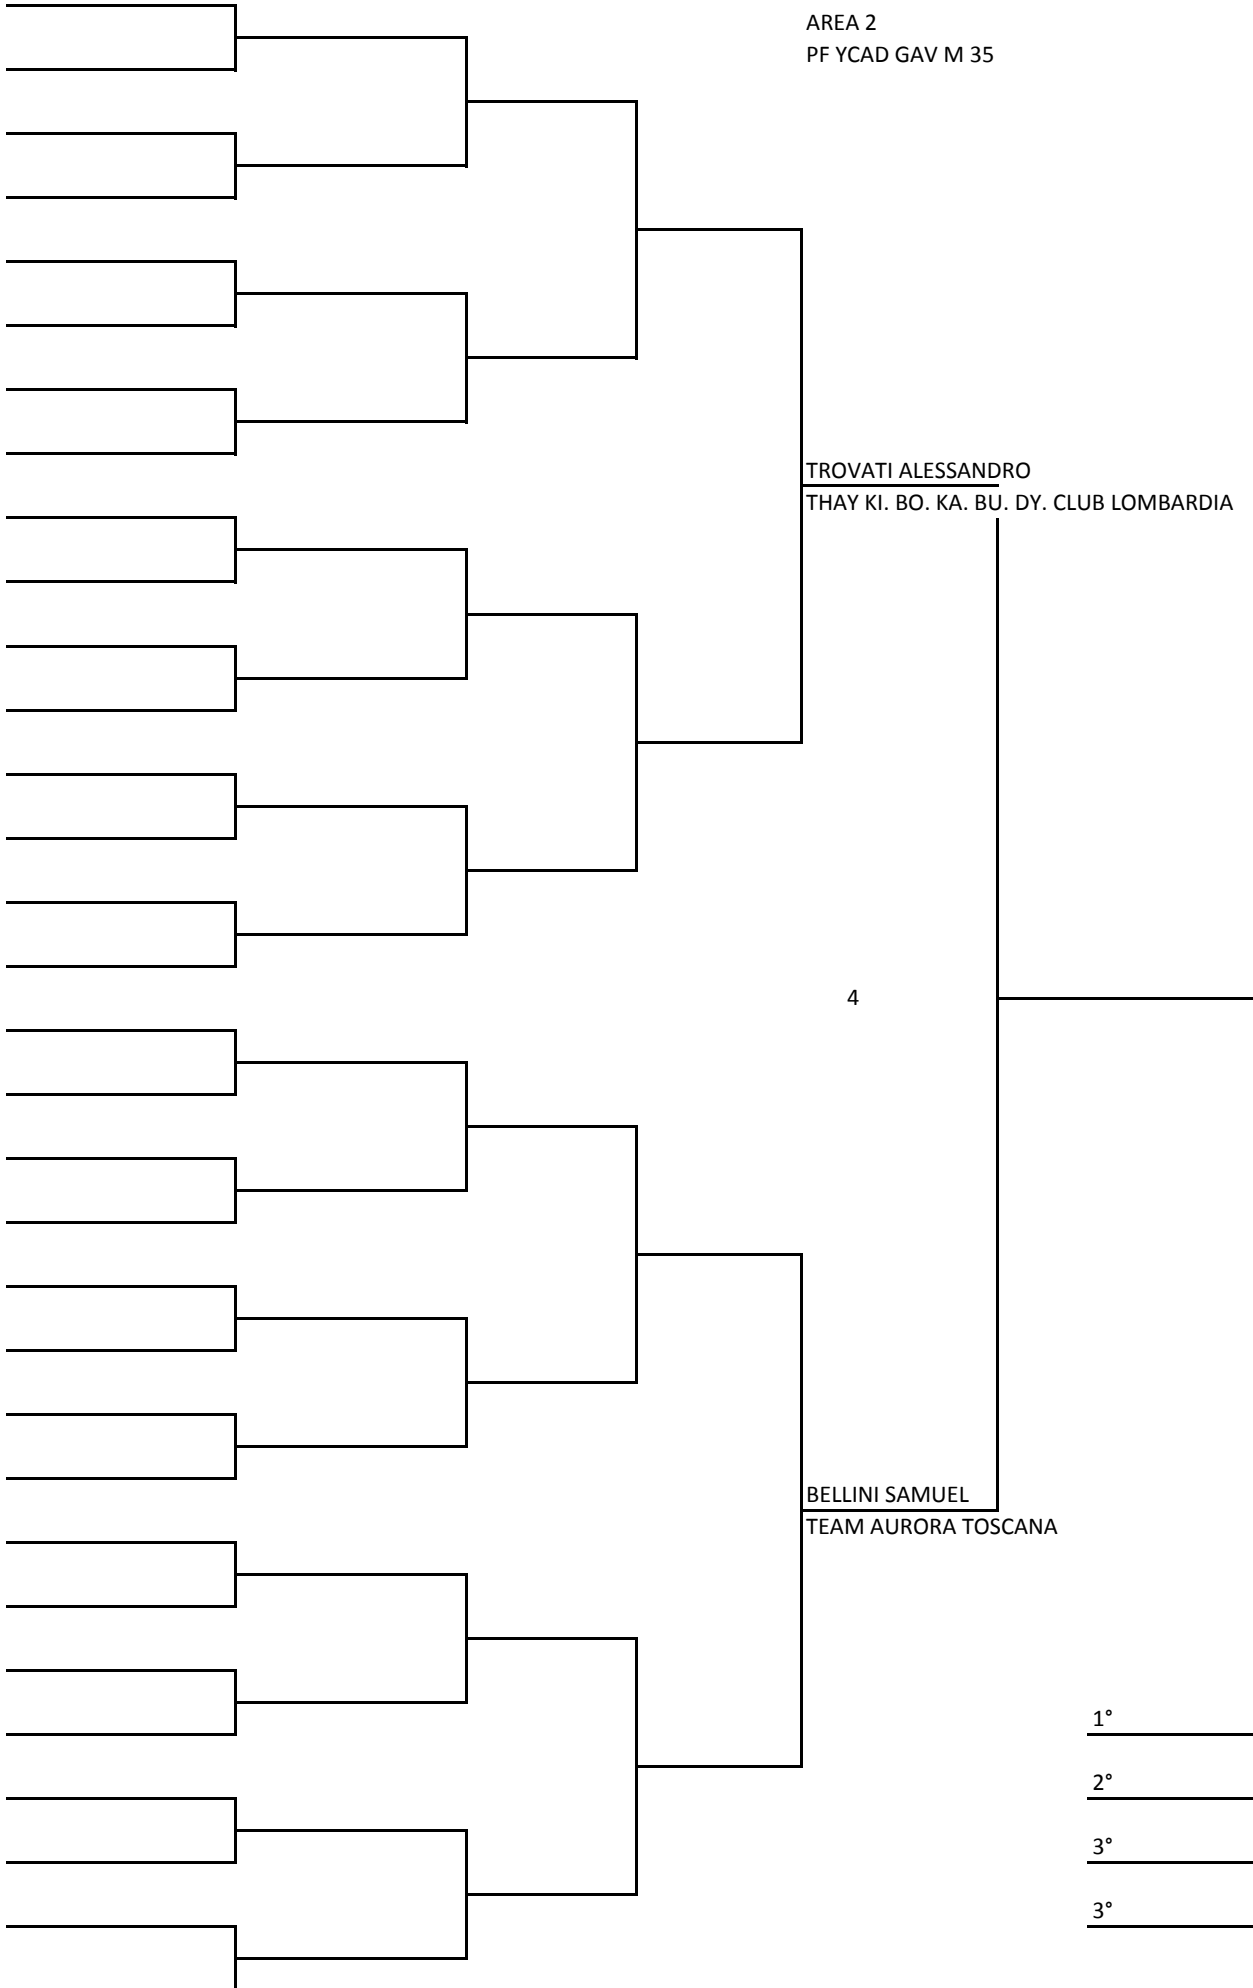 AREA 2
PF YCAD GAV M 35
TROVATI ALESSANDRO
THAY KI. BO. KA. BU. DY. CLUB LOMBARDIA
4
BELLINI SAMUEL
TEAM AURORA TOSCANA
1°
2°
3°
3°